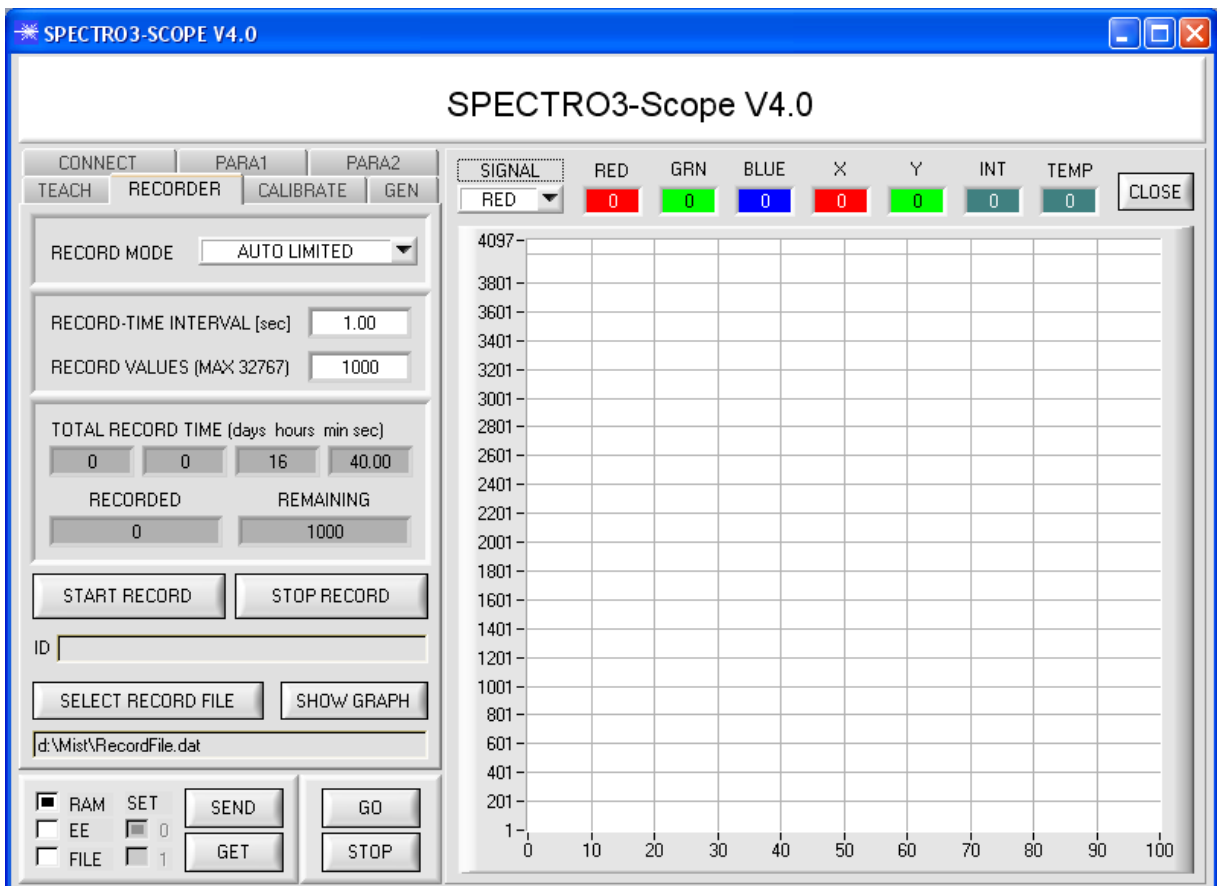 SPECTRO3-SCOPE V4.0
SPECTRO3-Scope V4.0
CONNECT PARA1 PARA2
TEACH RECORDER CALIBRATE GEN
RECORD MODE AUTO LIMITED
RECORD-TIME INTERVAL [sec] 1.00
RECORD VALUES (MAX 32767) 1000
TOTAL RECORD TIME (days hours min sec)
0 0 16 40.00
RECORDED REMAINING
0 1000
START RECORD STOP RECORD
ID
SELECT RECORD FILE SHOW GRAPH
d:\Mist\RecordFile.dat
RAM SET SEND GO
EE 0
FILE 1 GET STOP
SIGNAL RED GRN BLUE X Y INT TEMP
RED 0 0 0 0 0 0 0 CLOSE
4097
3801
3601
3401
3201
3001
2801
2601
2401
2201
2001
1801
1601
1401
1201
1001
801
601
401
201
1
0 10 20 30 40 50 60 70 80 90 100